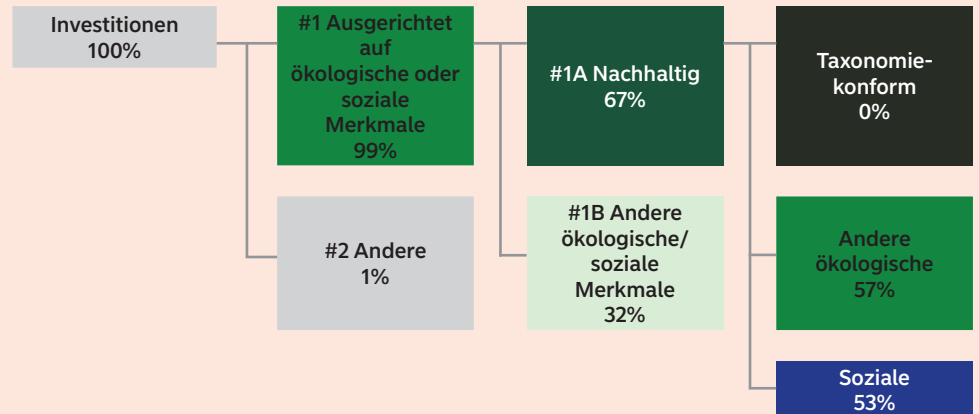 Investitionen
100%
#1 Ausgerichtet
auf
ökologische oder
soziale
Merkmale
99%
#2 Andere
1%
#1A Nachhaltig
67%
#1B Andere
ökologische/
soziale
Merkmale
32%
Taxonomie-
konform
0%
Andere
ökologische
57%
Soziale
53%